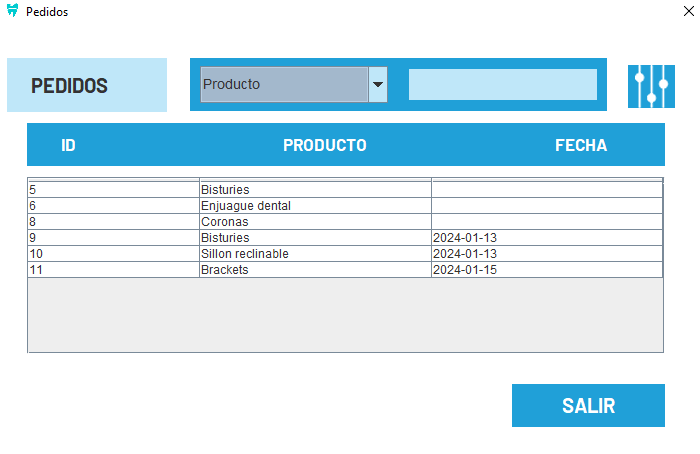 Pedidos
PEDIDOS Producto
ID PRODUCTO FECHA
5 Bisturies
6 Enjuague dental
8 Coronas
9 Bisturies 2024-01-13
10 Sillon reclinable 2024-01-13
11 Brackets 2024-01-15
SALIR